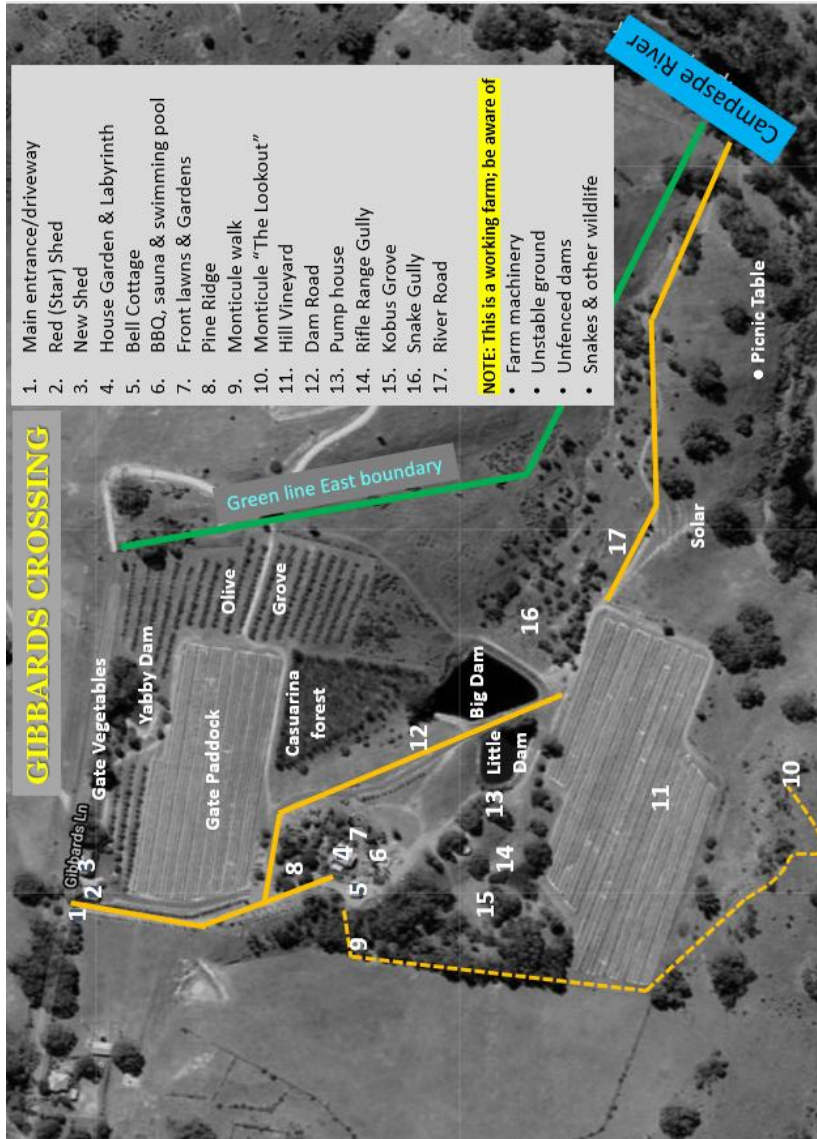 GIBBARDS CROSSING
1. Main entrance/driveway
2. Red (Star) Shed
3. New Shed
4. House Garden & Labyrinth
5. Bell Cottage
6. BBQ, sauna & swimming pool
7. Front lawns & Gardens
8. Pine Ridge
9. Monticule walk
10. Monticule “The Lookout”
11. Hill Vineyard
12. Dam Road
13. Pump house
14. Rifle Range Gully
15. Kobus Grove
16. Snake Gully
17. River Road
NOTE: This is a working farm; be aware of
• Farm machinery
• Unstable ground
• Unfenced dams
• Snakes & other wildlife
Campaspe River
Green line East boundary
Gibbards Ln
Gate Vegetables
Yabby Dam
Olive
Grove
Gate Paddock
Casuarina
forest
Big Dam
Little
Dam
Solar
• Picnic Table
1
2
3
4
5
6
7
8
9
10
11
12
13
14
15
16
17